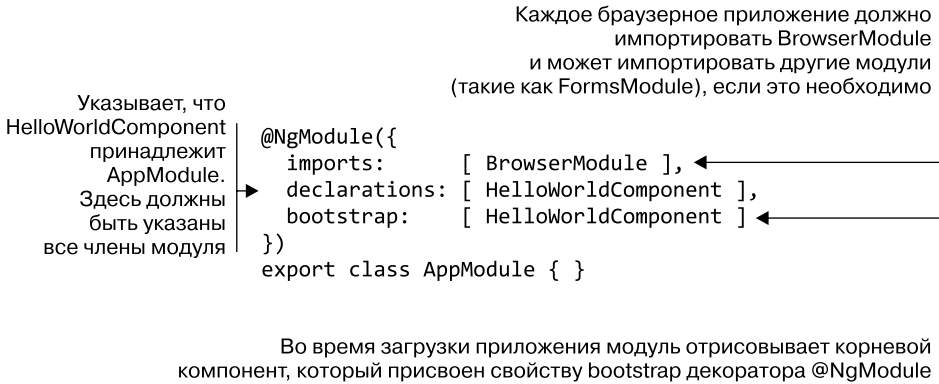 Каждое браузерное приложение должно
импортировать BrowserModule
и может импортировать другие модули
(такие как FormsModule), если это необходимо
Указывает, что
HelloWorldComponent
принадлежит
AppModule.
Здесь должны
быть указаны
все члены модуля
@NgModule({
  imports:      [ BrowserModule ],
  declarations: [ HelloWorldComponent ],
  bootstrap:    [ HelloWorldComponent ]
})
export class AppModule { }
Во время загрузки приложения модуль отрисовывает корневой
компонент, который присвоен свойству bootstrap декоратора @NgModule